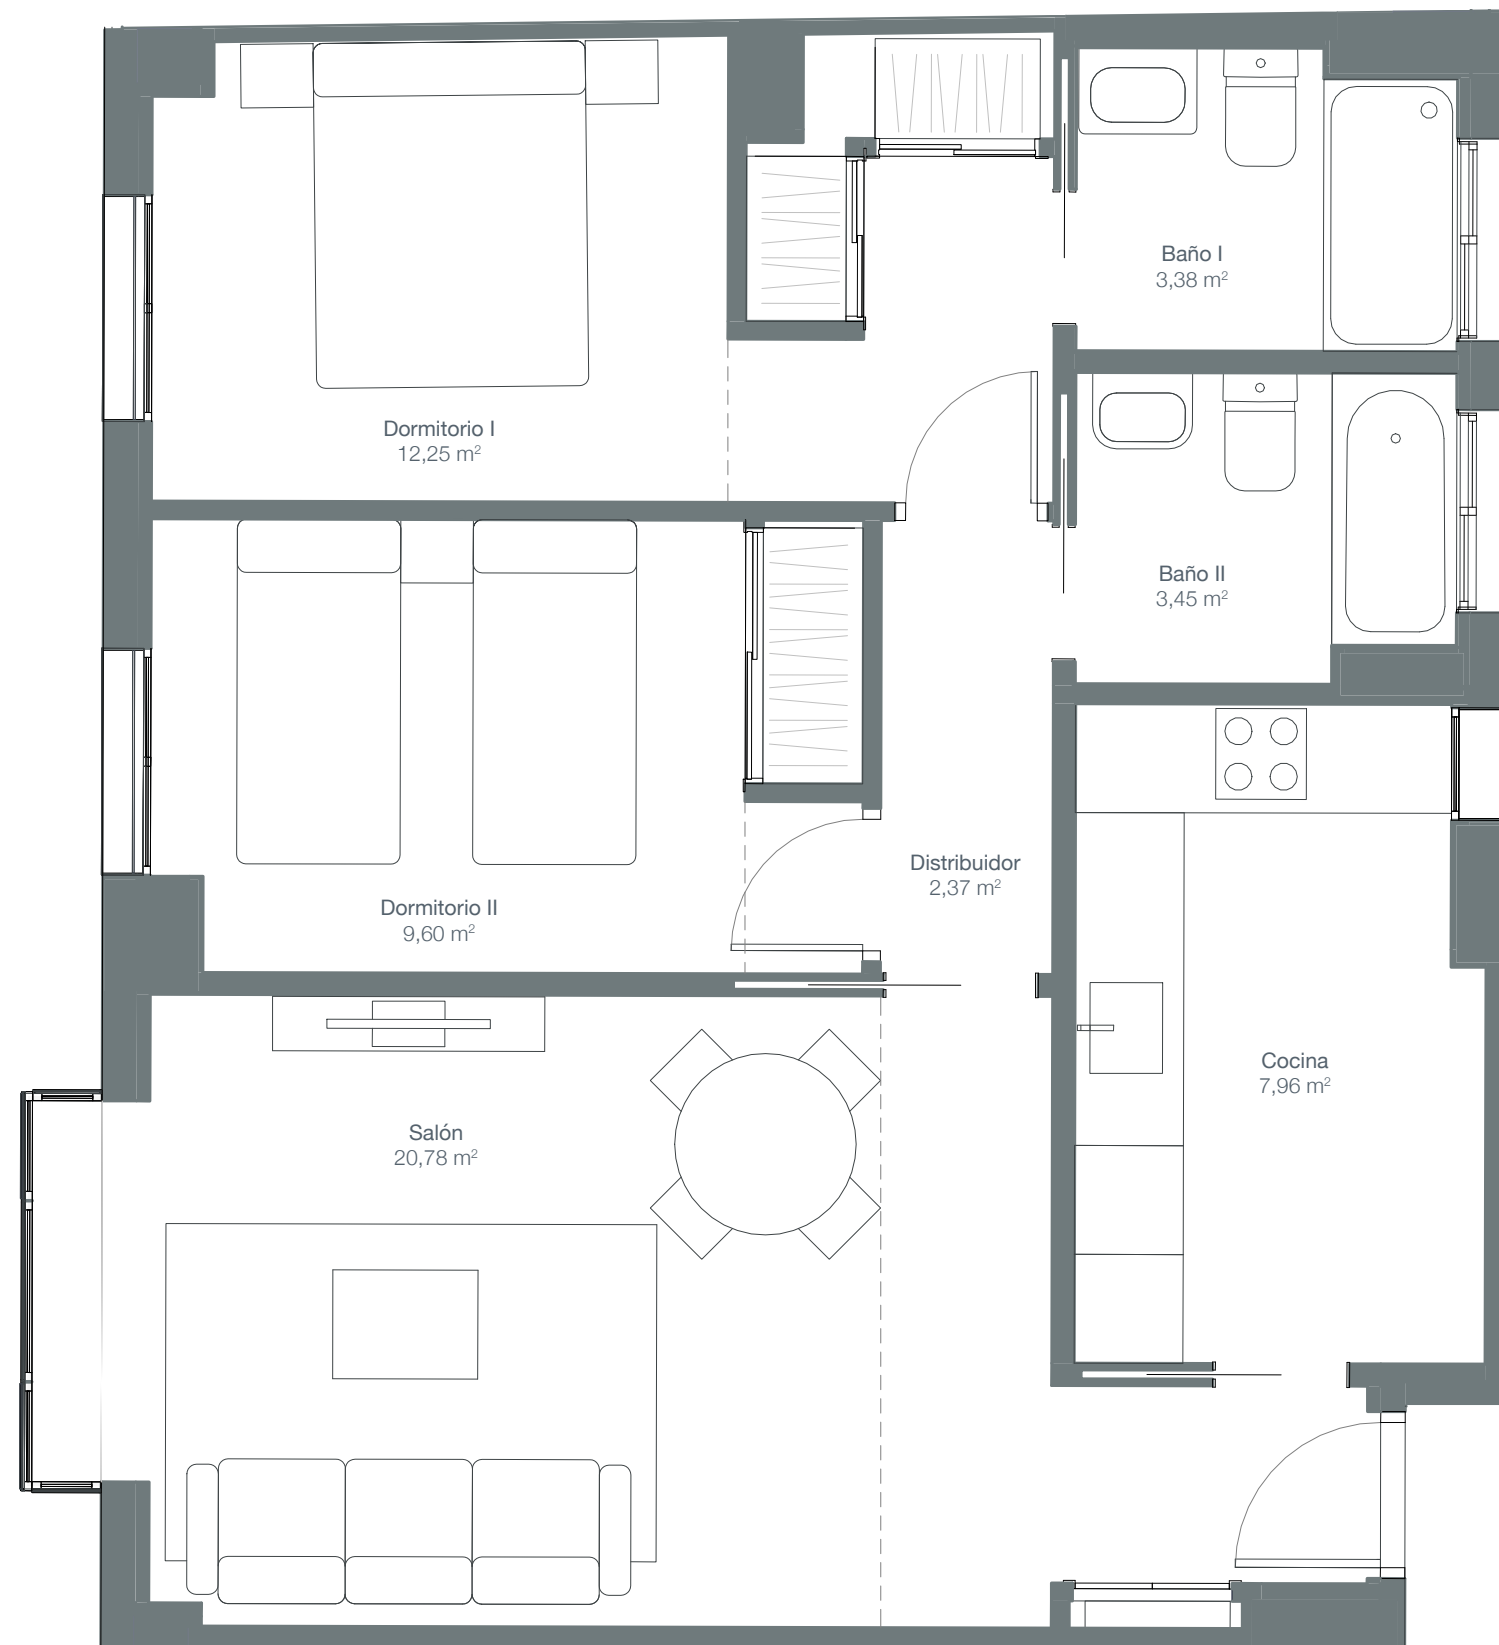 Baño I
3,38 m²
Dormitorio I
12,25 m²
Baño II
3,45 m²
Distribuidor
2,37 m²
Dormitorio II
9,60 m²
Cocina
7,96 m²
Salón
20,78 m²